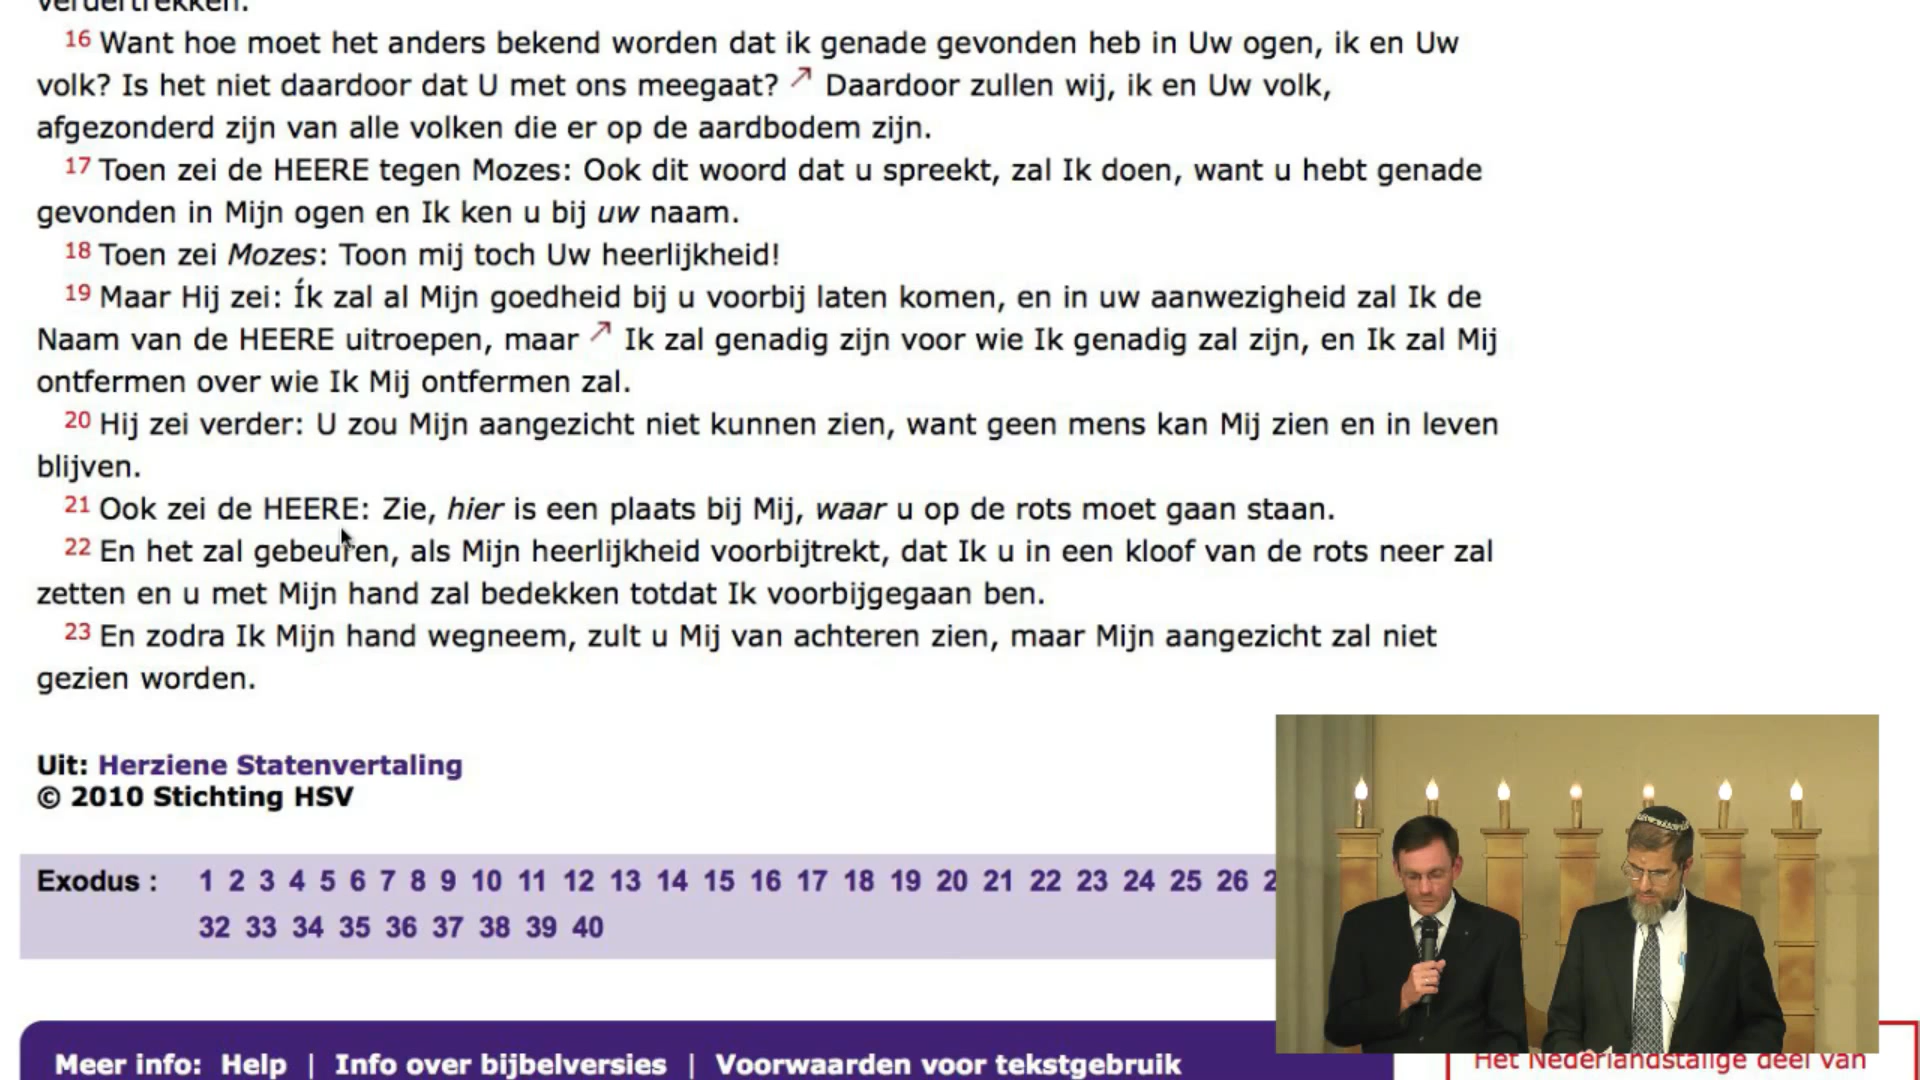 verdertrekken.
16 Want hoe moet het anders bekend worden dat ik genade gevonden heb in Uw ogen, ik en Uw
volk? Is het niet daardoor dat U met ons meegaat? ↗ Daardoor zullen wij, ik en Uw volk,
afgezonderd zijn van alle volken die er op de aardbodem zijn.
17 Toen zei de HEERE tegen Mozes: Ook dit woord dat u spreekt, zal Ik doen, want u hebt genade
gevonden in Mijn ogen en Ik ken u bij uw naam.
18 Toen zei Mozes: Toon mij toch Uw heerlijkheid!
19 Maar Hij zei: Ík zal al Mijn goedheid bij u voorbij laten komen, en in uw aanwezigheid zal Ik de
Naam van de HEERE uitroepen, maar ↗ Ik zal genadig zijn voor wie Ik genadig zal zijn, en Ik zal Mij
ontfermen over wie Ik Mij ontfermen zal.
20 Hij zei verder: U zou Mijn aangezicht niet kunnen zien, want geen mens kan Mij zien en in leven
blijven.
21 Ook zei de HEERE: Zie, hier is een plaats bij Mij, waar u op de rots moet gaan staan.
22 En het zal gebeuren, als Mijn heerlijkheid voorbijtrekt, dat Ik u in een kloof van de rots neer zal
zetten en u met Mijn hand zal bedekken totdat Ik voorbijgegaan ben.
23 En zodra Ik Mijn hand wegneem, zult u Mij van achteren zien, maar Mijn aangezicht zal niet
gezien worden.
Uit: Herziene Statenvertaling
© 2010 Stichting HSV
Exodus : 1 2 3 4 5 6 7 8 9 10 11 12 13 14 15 16 17 18 19 20 21 22 23 24 25 26 2
32 33 34 35 36 37 38 39 40
Meer info: Help | Info over bijbelversies | Voorwaarden voor tekstgebruik
Het Nederlandstalige deel van